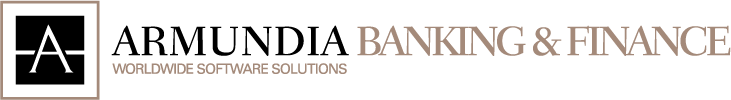 A ARMUNDIA BANKING & FINANCE
WORLDWIDE SOFTWARE SOLUTIONS